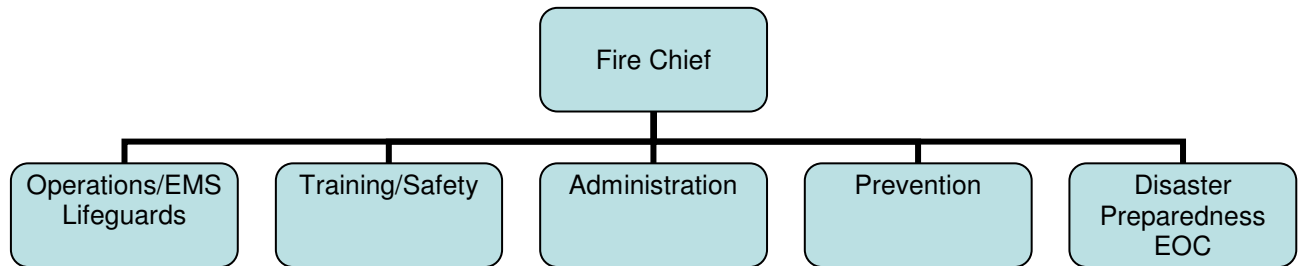 Fire Chief
Operations/EMS
Lifeguards
Training/Safety
Administration
Prevention
Disaster
Preparedness
EOC